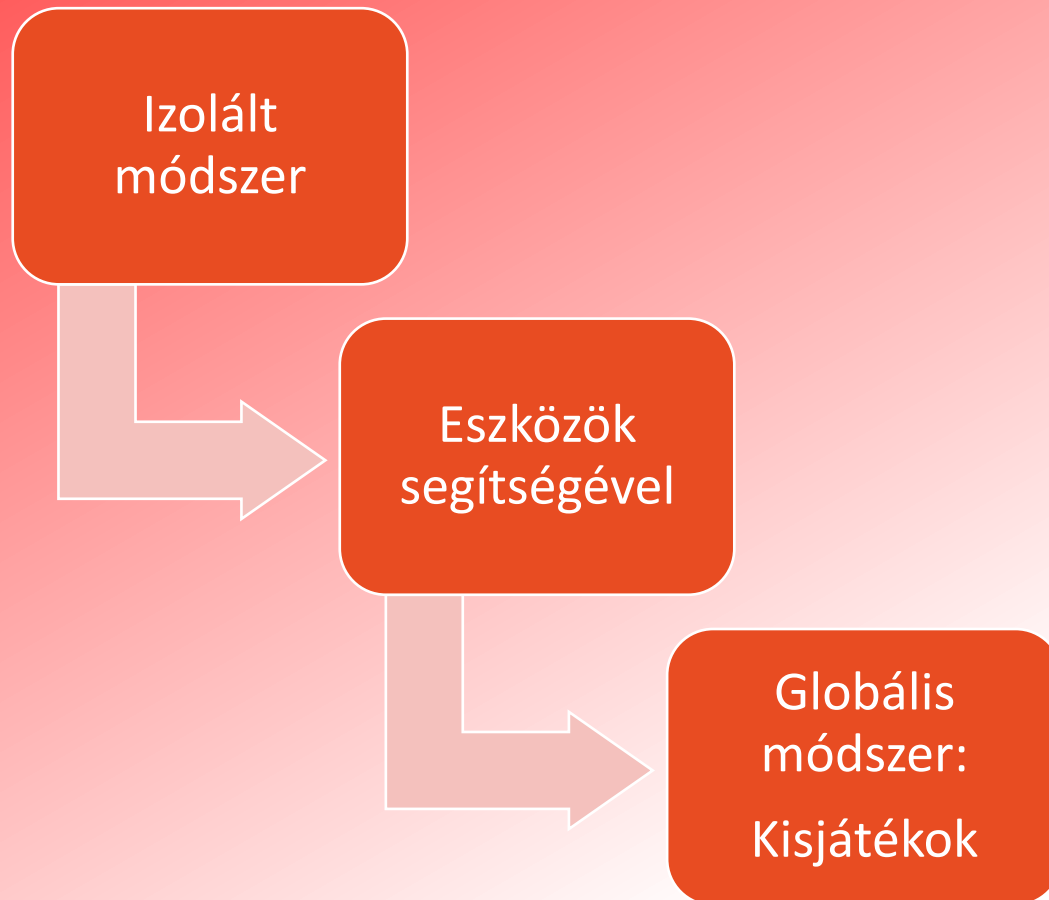 Izolált
módszer
Eszközök
segítségével
Globális
módszer:
Kisjátékok